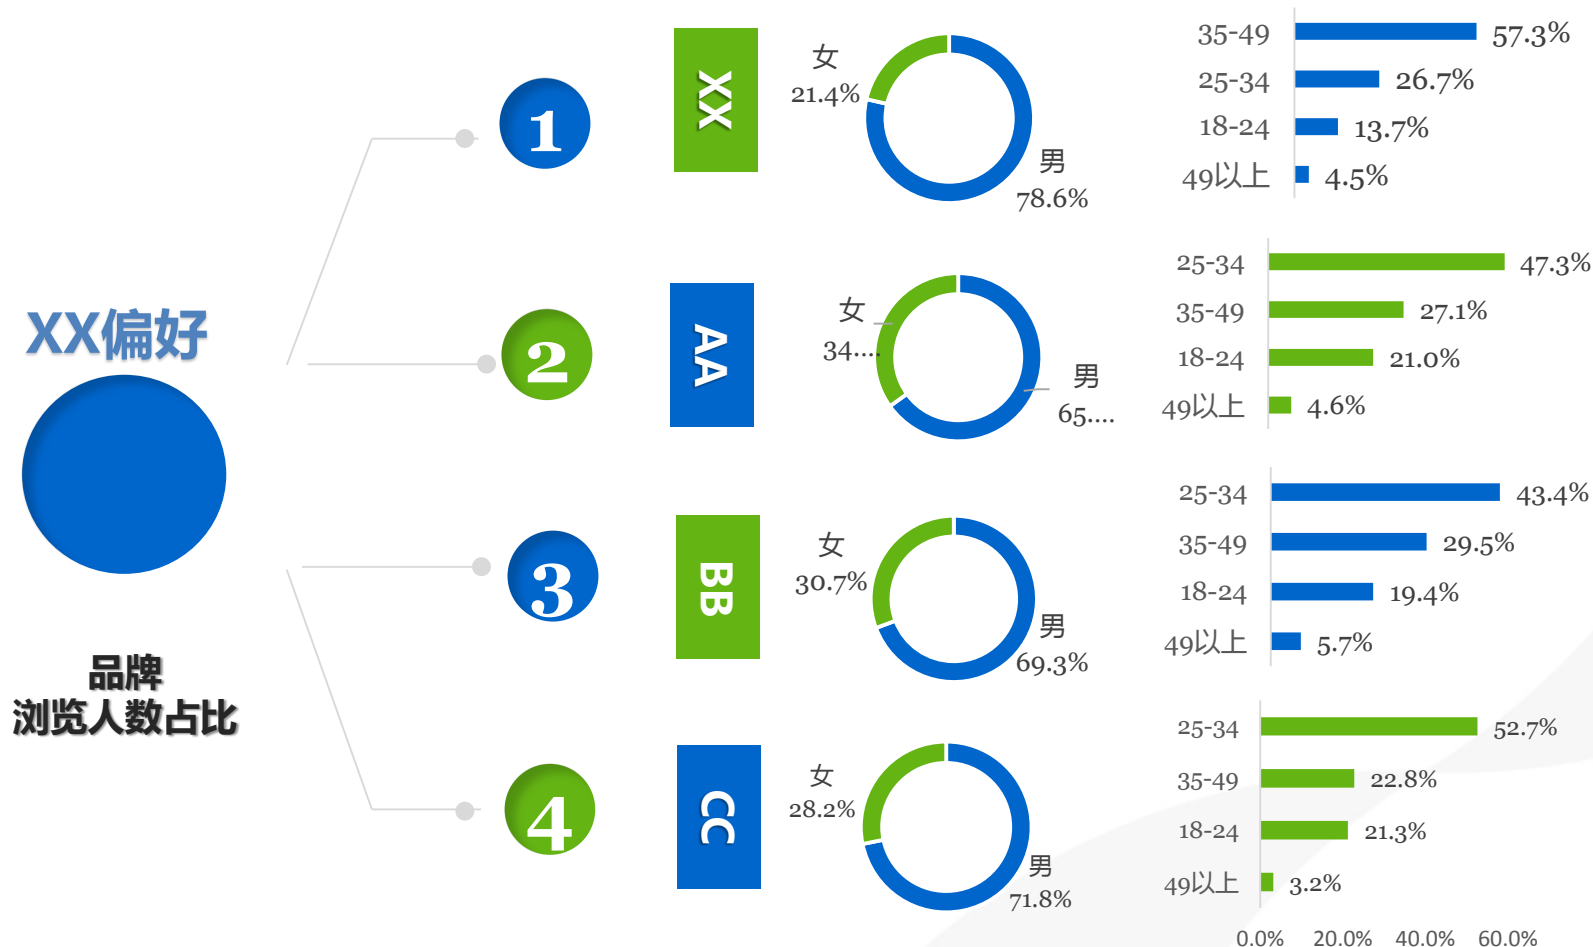 XX偏好
品牌
浏览人数占比
1
XX
女
21.4%
男
78.6%
35-49
57.3%
25-34
26.7%
18-24
13.7%
49以上
4.5%
2
AA
女
34....
男
65....
25-34
47.3%
35-49
27.1%
18-24
21.0%
49以上
4.6%
3
BB
女
30.7%
男
69.3%
25-34
43.4%
35-49
29.5%
18-24
19.4%
49以上
5.7%
4
CC
女
28.2%
男
71.8%
25-34
52.7%
35-49
22.8%
18-24
21.3%
49以上
3.2%
0.0% 20.0% 40.0% 60.0%